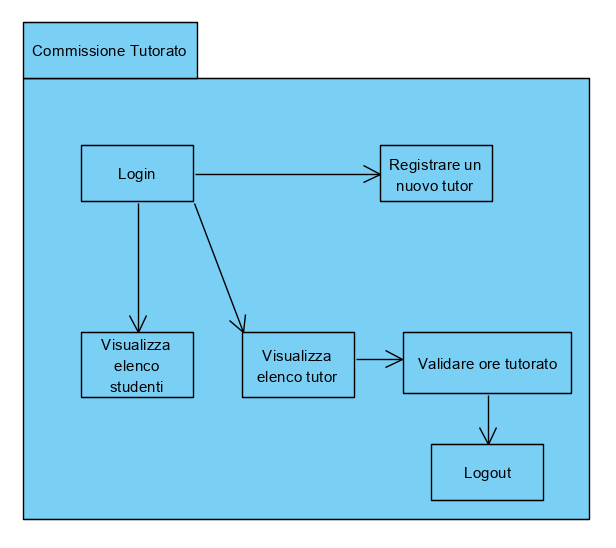 Commissione Tutorato
Login
Registrare un
nuovo tutor
Visualizza
elenco
studenti
Visualizza
elenco tutor
Validare ore tutorato
Logout